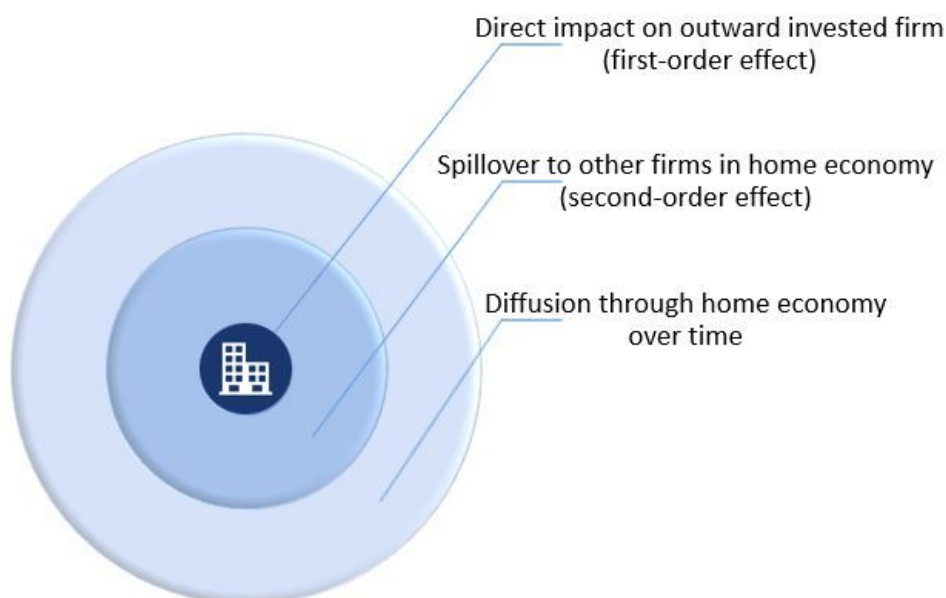 Direct impact on outward invested firm
(first-order effect)
Spillover to other firms in home economy
(second-order effect)
Diffusion through home economy
over time